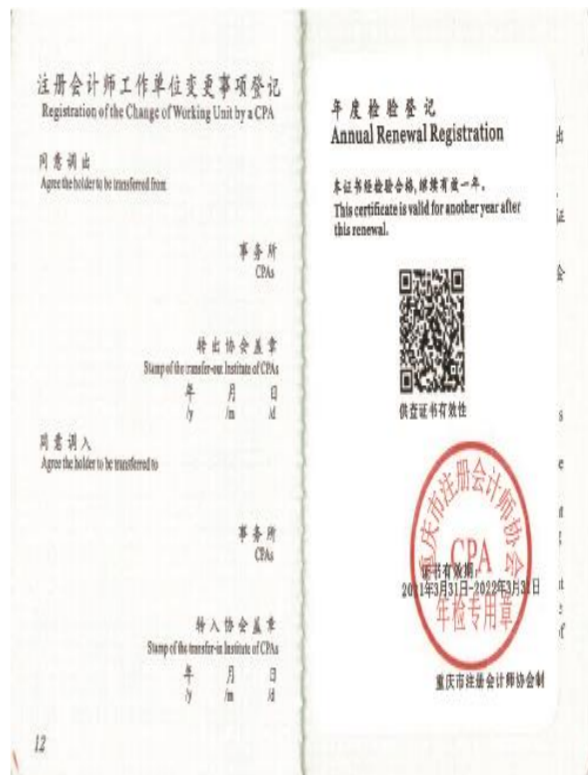 注册会计师工作单位变更事项登记
Registration of the Change of Working Unit by a CPA
同意调出
Agree the holder to be transferred from
事务所
CPAs
转出协会盖章
Stamp of the transfer-out Institute of CPAs
年 月 日
/y /m /d
同意调入
Agree the holder to be transferred to
事务所
CPAs
转入协会盖章
Stamp of the transfer-in Institute of CPAs
年 月 日
/y /m /d
12
年度检验登记
Annual Renewal Registration
本证书经检验合格,继续有效一年。
This certificate is valid for another year after
this renewal.
供查证书有效性
重庆市注册会计师协会
CPA
证书有效期:
2021年3月31日-2022年3月31日
年检专用章
重庆市注册会计师协会制